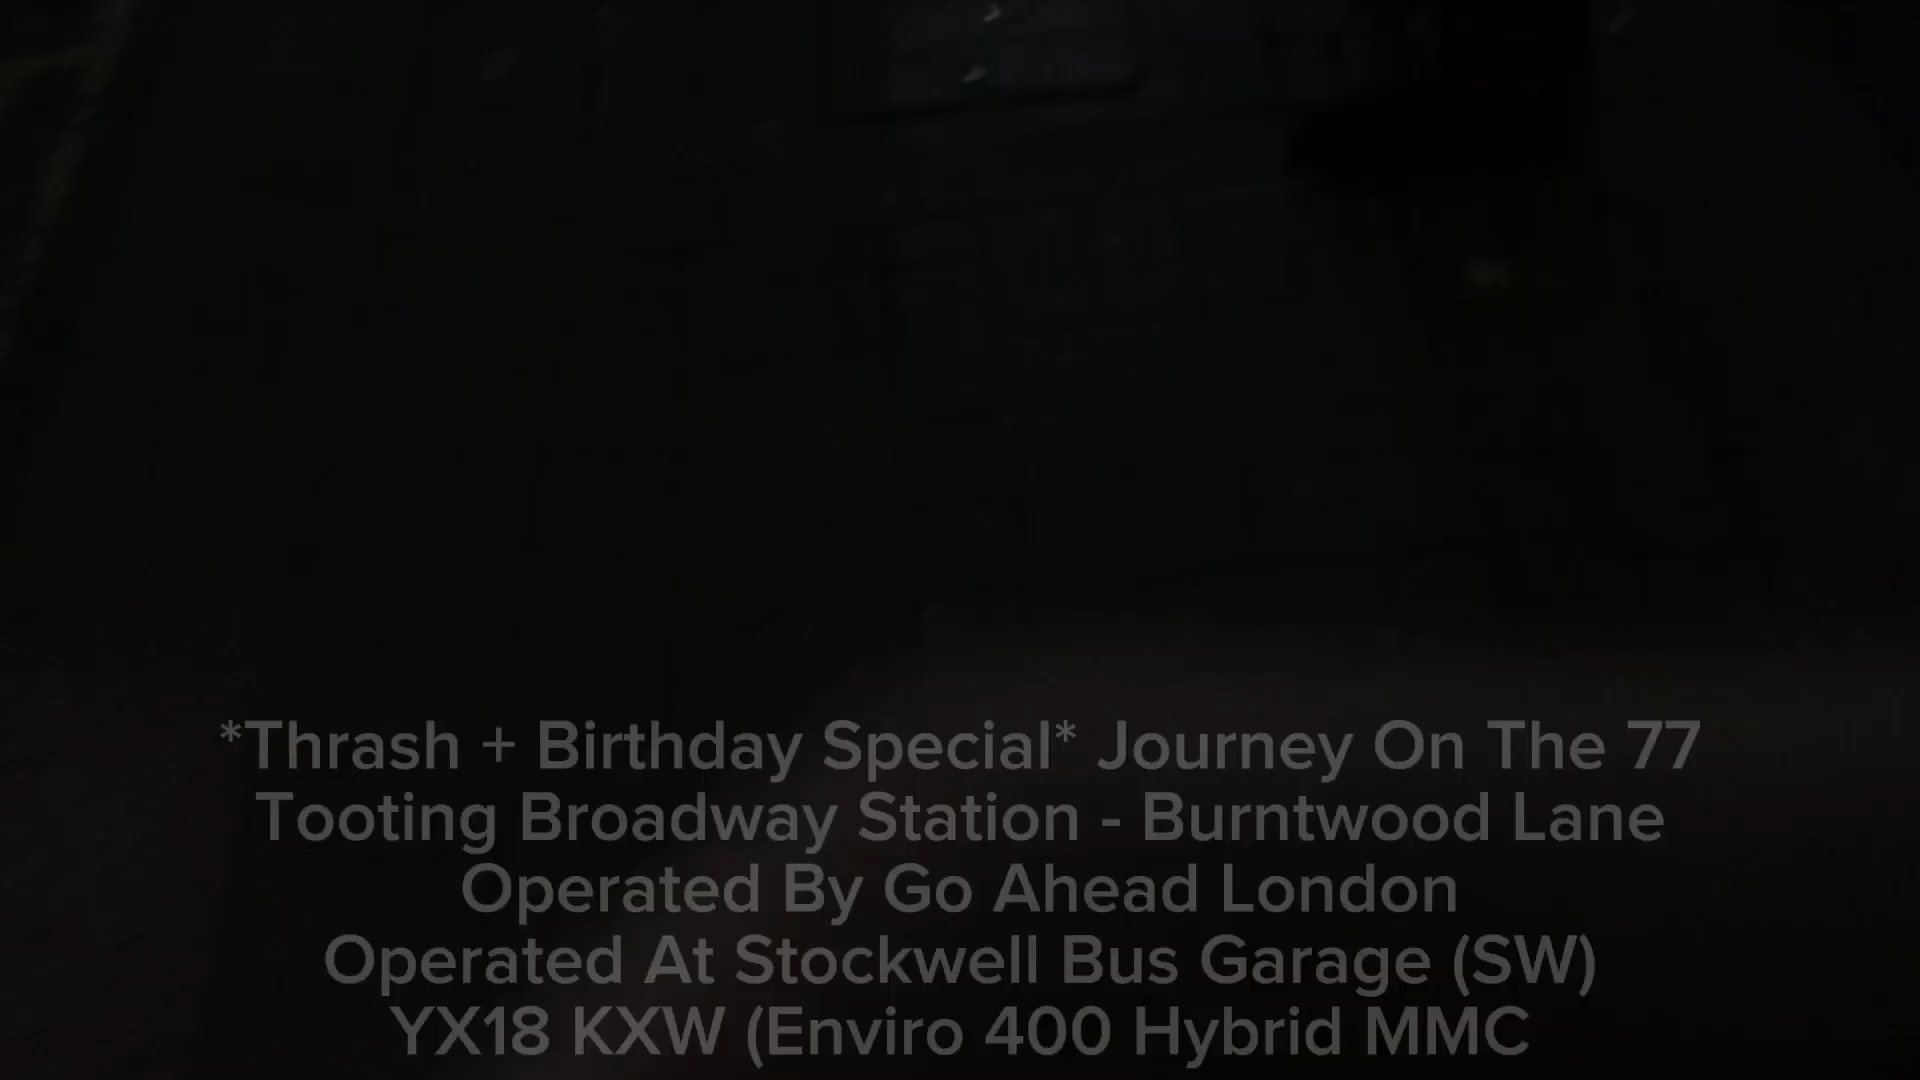 *Thrash + Birthday Special* Journey On The 77
Tooting Broadway Station - Burntwood Lane
Operated By Go Ahead London
Operated At Stockwell Bus Garage (SW)
YX18 KXW (Enviro 400 Hybrid MMC